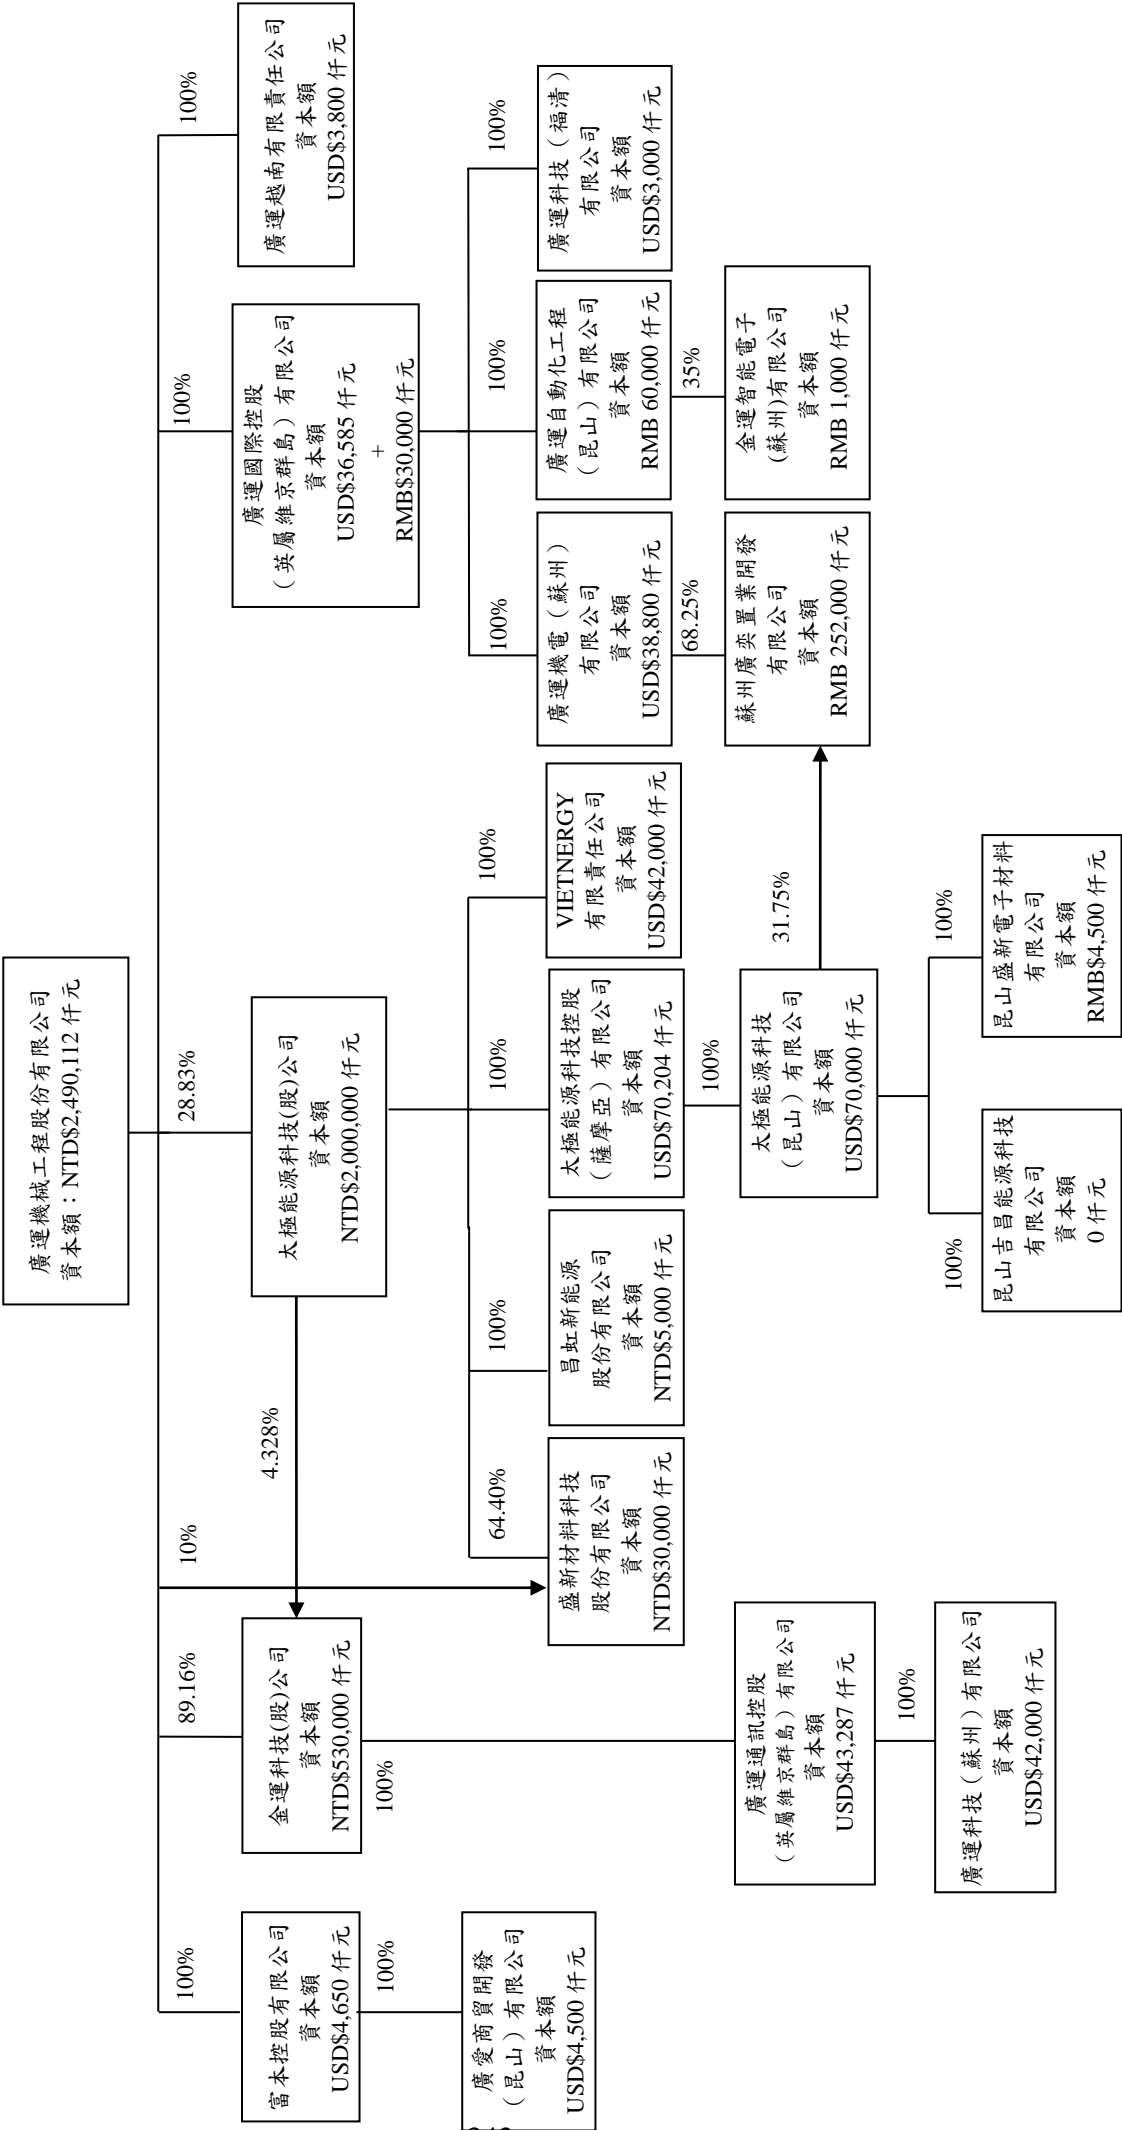 廣運機械工程股份有限公司
資本額：NTD$2,490,112 仟元
100%
89.16%
10%
28.83%
100%
100%
富本控股有限公司
資本額
USD$4,650 仟元
金運科技(股)公司
資本額
NTD$530,000 仟元
4.328%
太極能源科技(股)公司
資本額
NTD$2,000,000 仟元
廣運國際控股
（英屬維京群島）有限公司
資本額
USD$36,585 仟元
+
RMB$30,000 仟元
廣運越南有限責任公司
資本額
USD$3,800 仟元
100%
100%
64.40%
100%
100%
100%
100%
100%
100%
廣愛商貿開發
（昆山）有限公司
資本額
USD$4,500 仟元
盛新材料科技
股份有限公司
資本額
NTD$30,000 仟元
昌虹新能源
股份有限公司
資本額
NTD$5,000 仟元
太極能源科技控股
（薩摩亞）有限公司
資本額
USD$70,204 仟元
VIETNERGY
有限責任公司
資本額
USD$42,000 仟元
廣運機電（蘇州）
有限公司
資本額
USD$38,800 仟元
廣運自動化工程
（昆山）有限公司
資本額
RMB 60,000 仟元
廣運科技（福清）
有限公司
資本額
USD$3,000 仟元
100%
68.25%
35%
廣運通訊控股
（英屬維京群島）有限公司
資本額
USD$43,287 仟元
太極能源科技
（昆山）有限公司
資本額
USD$70,000 仟元
31.75%
蘇州廣奕置業開發
有限公司
資本額
RMB 252,000 仟元
金運智能電子
(蘇州)有限公司
資本額
RMB 1,000 仟元
100%
100%
100%
廣運科技（蘇州）有限公司
資本額
USD$42,000 仟元
昆山吉昌能源科技
有限公司
資本額
0 仟元
昆山盛新電子材料
有限公司
資本額
RMB$4,500 仟元